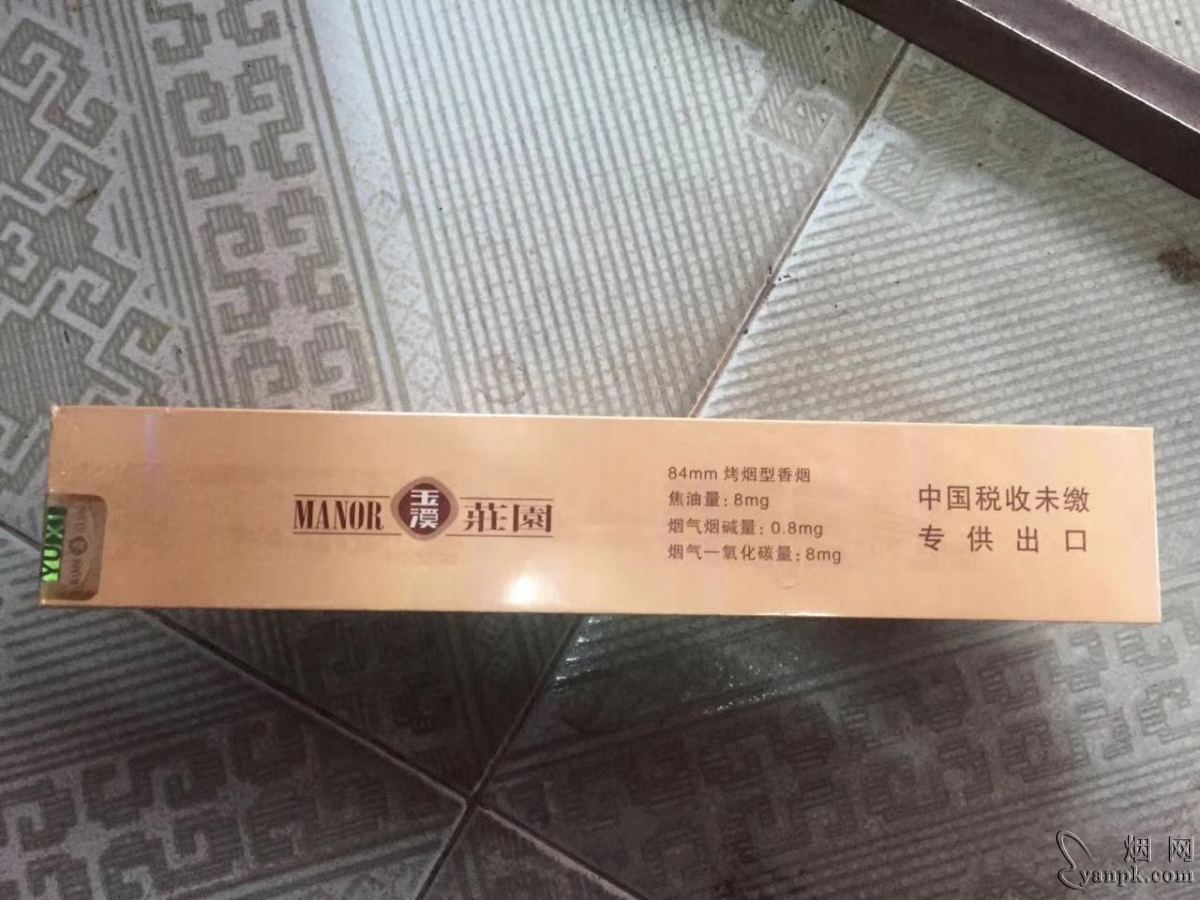 MANOR 玉溪 莊園
84mm 烤烟型香烟
焦油量：8mg
烟气烟碱量：0.8mg
烟气一氧化碳量：8mg
中国税收未缴
专供出口
YUXI
烟网
yanpk.com